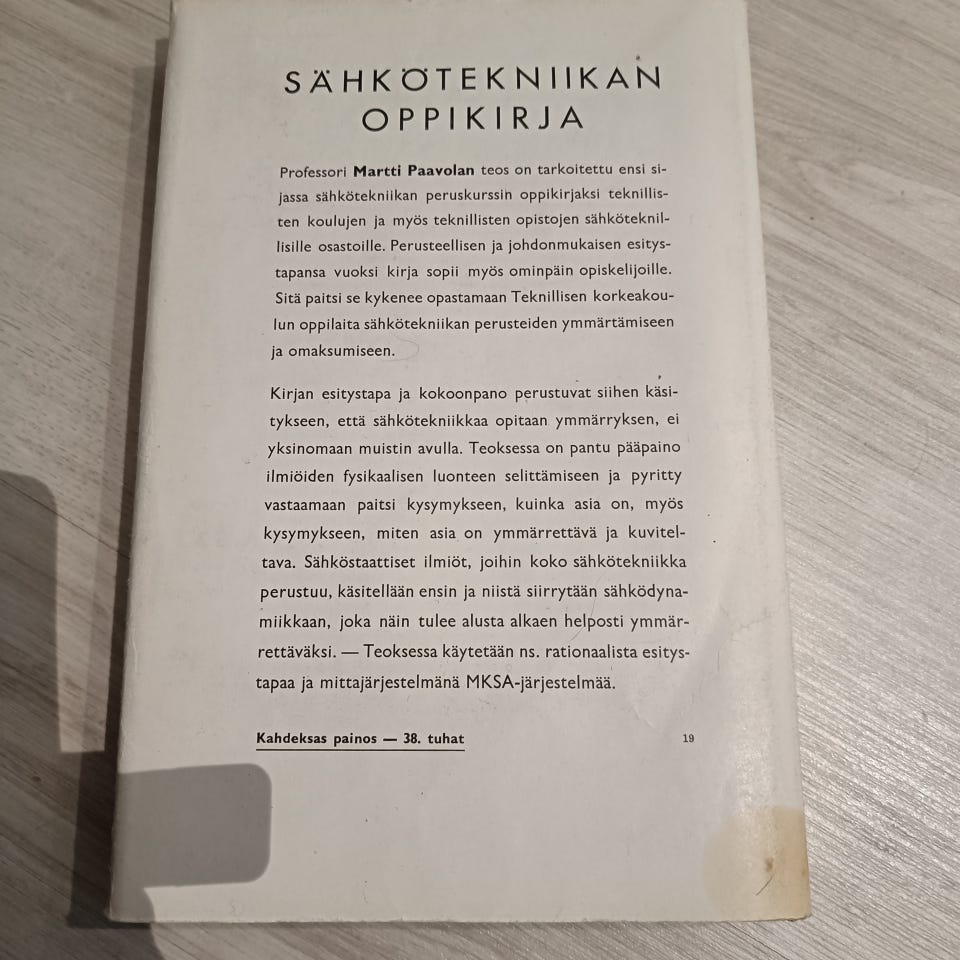 SÄHKÖTEKNIIKAN
OPPIKIRJA
Professori Martti Paavolan teos on tarkoitettu ensi si-
jassa sähkötekniikan peruskurssin oppikirjaksi teknillis-
ten koulujen ja myös teknillisten opistojen sähköteknil-
lisille osastoille. Perusteellisen ja johdonmukaisen esitys-
tapansa vuoksi kirja sopii myös ominpäin opiskelijoille.
Sitä paitsi se kykenee opastamaan Teknillisen korkeakou-
lun oppilaita sähkötekniikan perusteiden ymmärtämiseen
ja omaksumiseen.
Kirjan esitystapa ja kokoonpano perustuvat siihen käsi-
tykseen, että sähkötekniikkaa opitaan ymmärryksen, ei
yksinomaan muistin avulla. Teoksessa on pantu pääpaino
ilmiöiden fysikaalisen luonteen selittämiseen ja pyritty
vastaamaan paitsi kysymykseen, kuinka asia on, myös
kysymykseen, miten asia on ymmärrettävä ja kuvitel-
tava. Sähköstaattiset ilmiöt, joihin koko sähkötekniikka
perustuu, käsitellään ensin ja niistä siirrytään sähködyna-
miikkaan, joka näin tulee alusta alkaen helposti ymmär-
rettäväksi. — Teoksessa käytetään ns. rationaalista esitys-
tapaa ja mittajärjestelmänä MKSA-järjestelmää.
Kahdeksas painos — 38. tuhat 19